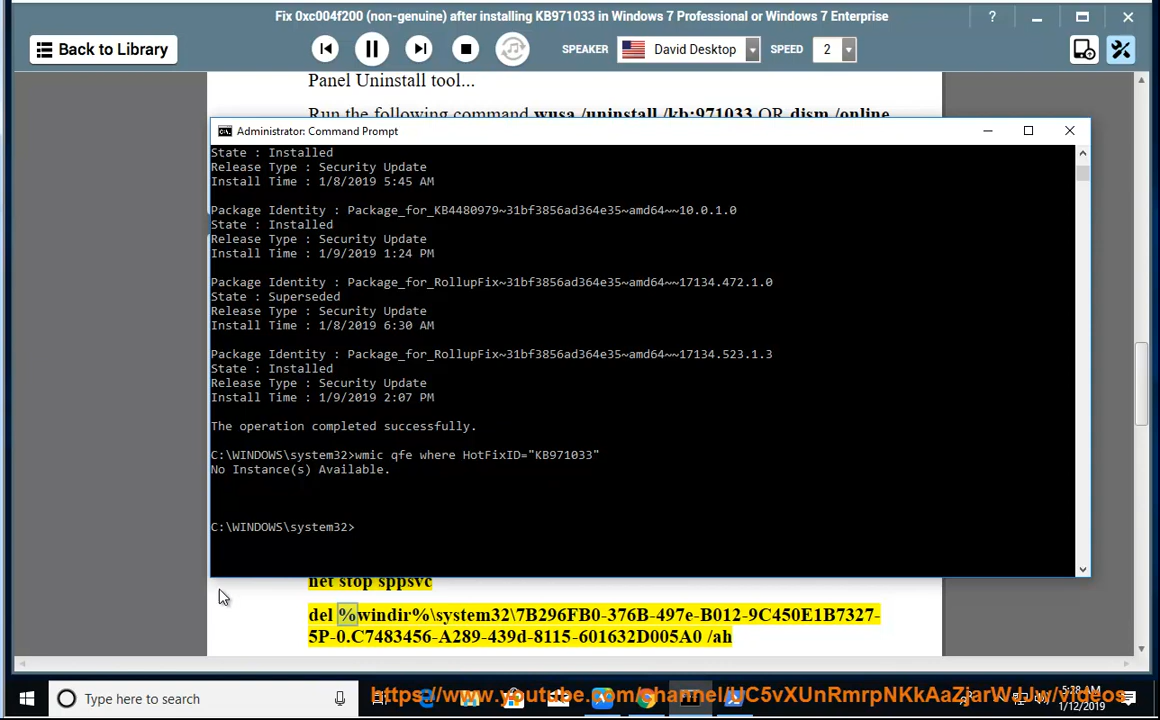 Fix 0xc004f200 (non-genuine) after installing KB971033 in Windows 7 Professional or Windows 7 Enterprise
?
Back to Library
SPEAKER
David Desktop
SPEED
2
Panel Uninstall tool...
Run the following command wusa /uninstall /kb:971033 OR dism /online
Administrator: Command Prompt
State : Installed
Release Type : Security Update
Install Time : 1/8/2019 5:45 AM
Package Identity : Package_for_KB4480979~31bf3856ad364e35~amd64~~10.0.1.0
State : Installed
Release Type : Security Update
Install Time : 1/9/2019 1:24 PM
Package Identity : Package_for_RollupFix~31bf3856ad364e35~amd64~~17134.472.1.0
State : Superseded
Release Type : Security Update
Install Time : 1/8/2019 6:30 AM
Package Identity : Package_for_RollupFix~31bf3856ad364e35~amd64~~17134.523.1.3
State : Installed
Release Type : Security Update
Install Time : 1/9/2019 2:07 PM
The operation completed successfully.
C:\WINDOWS\system32>wmic qfe where HotFixID="KB971033"
No Instance(s) Available.
C:\WINDOWS\system32>
net stop sppsvc
del %windir%\system32\7B296FB0-376B-497e-B012-9C450E1B7327-
5P-0.C7483456-A289-439d-8115-601632D005A0 /ah
Type here to search
5:28 AM
1/12/2019